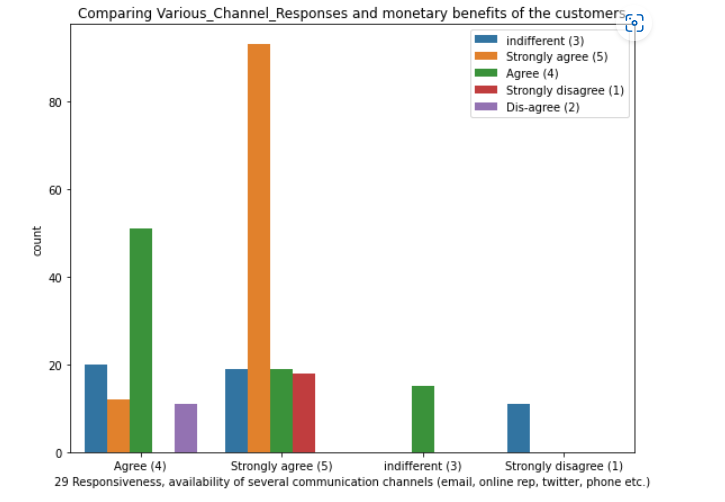 Comparing Various_Channel_Responses and monetary benefits of the customers
indifferent (3)
Strongly agree (5)
Agree (4)
Strongly disagree (1)
Dis-agree (2)
80
60
40
20
0
count
Agree (4)
Strongly agree (5)
indifferent (3)
Strongly disagree (1)
29 Responsiveness, availability of several communication channels (email, online rep, twitter, phone etc.)